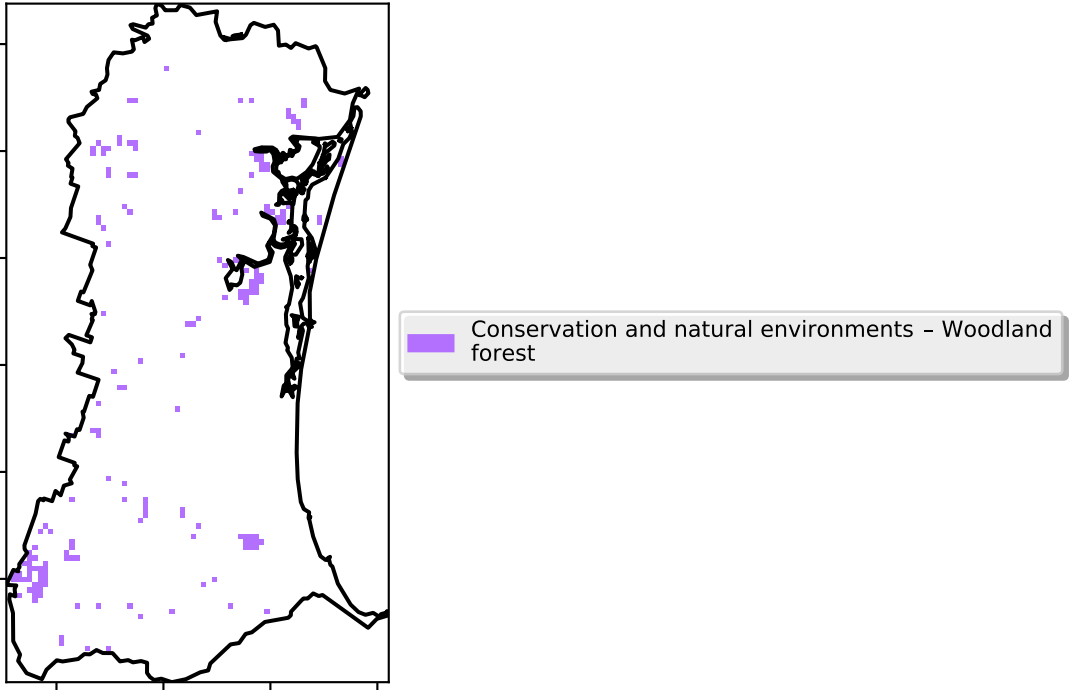 Conservation and natural environments – Woodland
forest